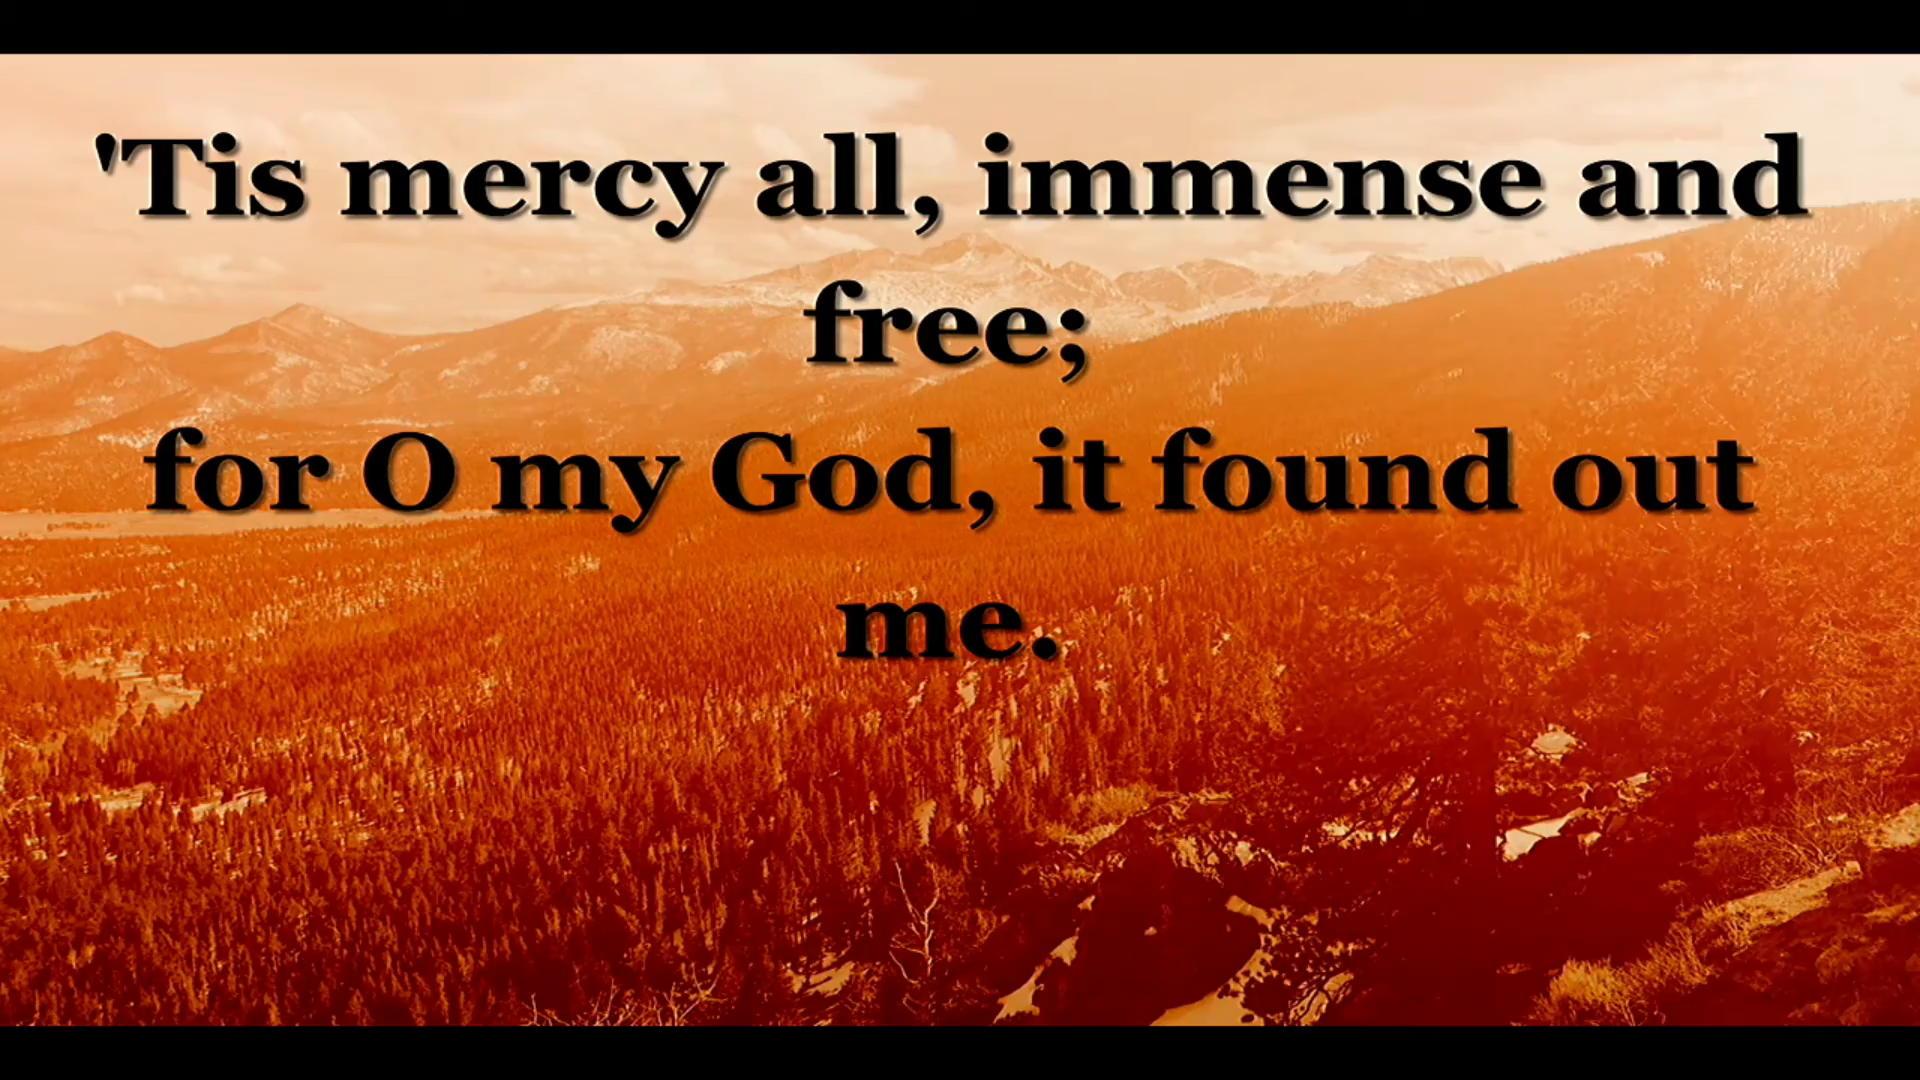 'Tis mercy all, immense and
free;
for O my God, it found out
me.